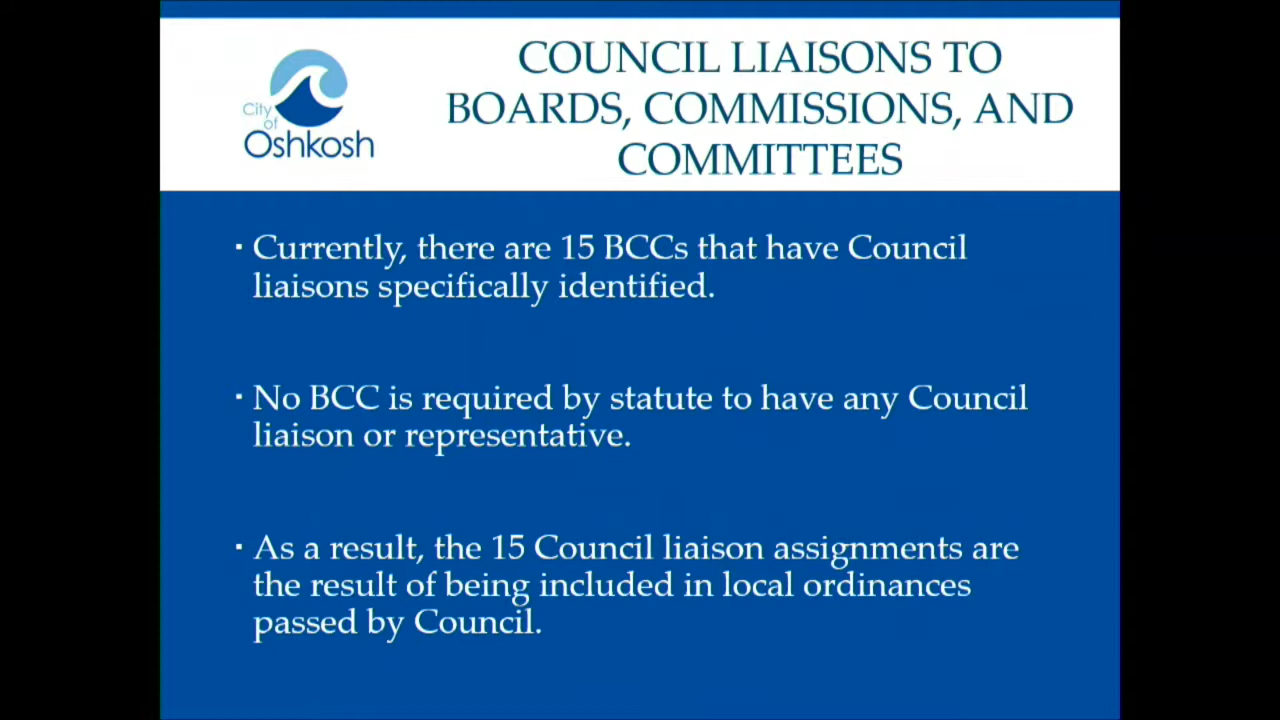 City
of
Oshkosh
COUNCIL LIAISONS TO
BOARDS, COMMISSIONS, AND
COMMITTEES
▪ Currently, there are 15 BCCs that have Council
liaisons specifically identified.
▪ No BCC is required by statute to have any Council
liaison or representative.
▪ As a result, the 15 Council liaison assignments are
the result of being included in local ordinances
passed by Council.